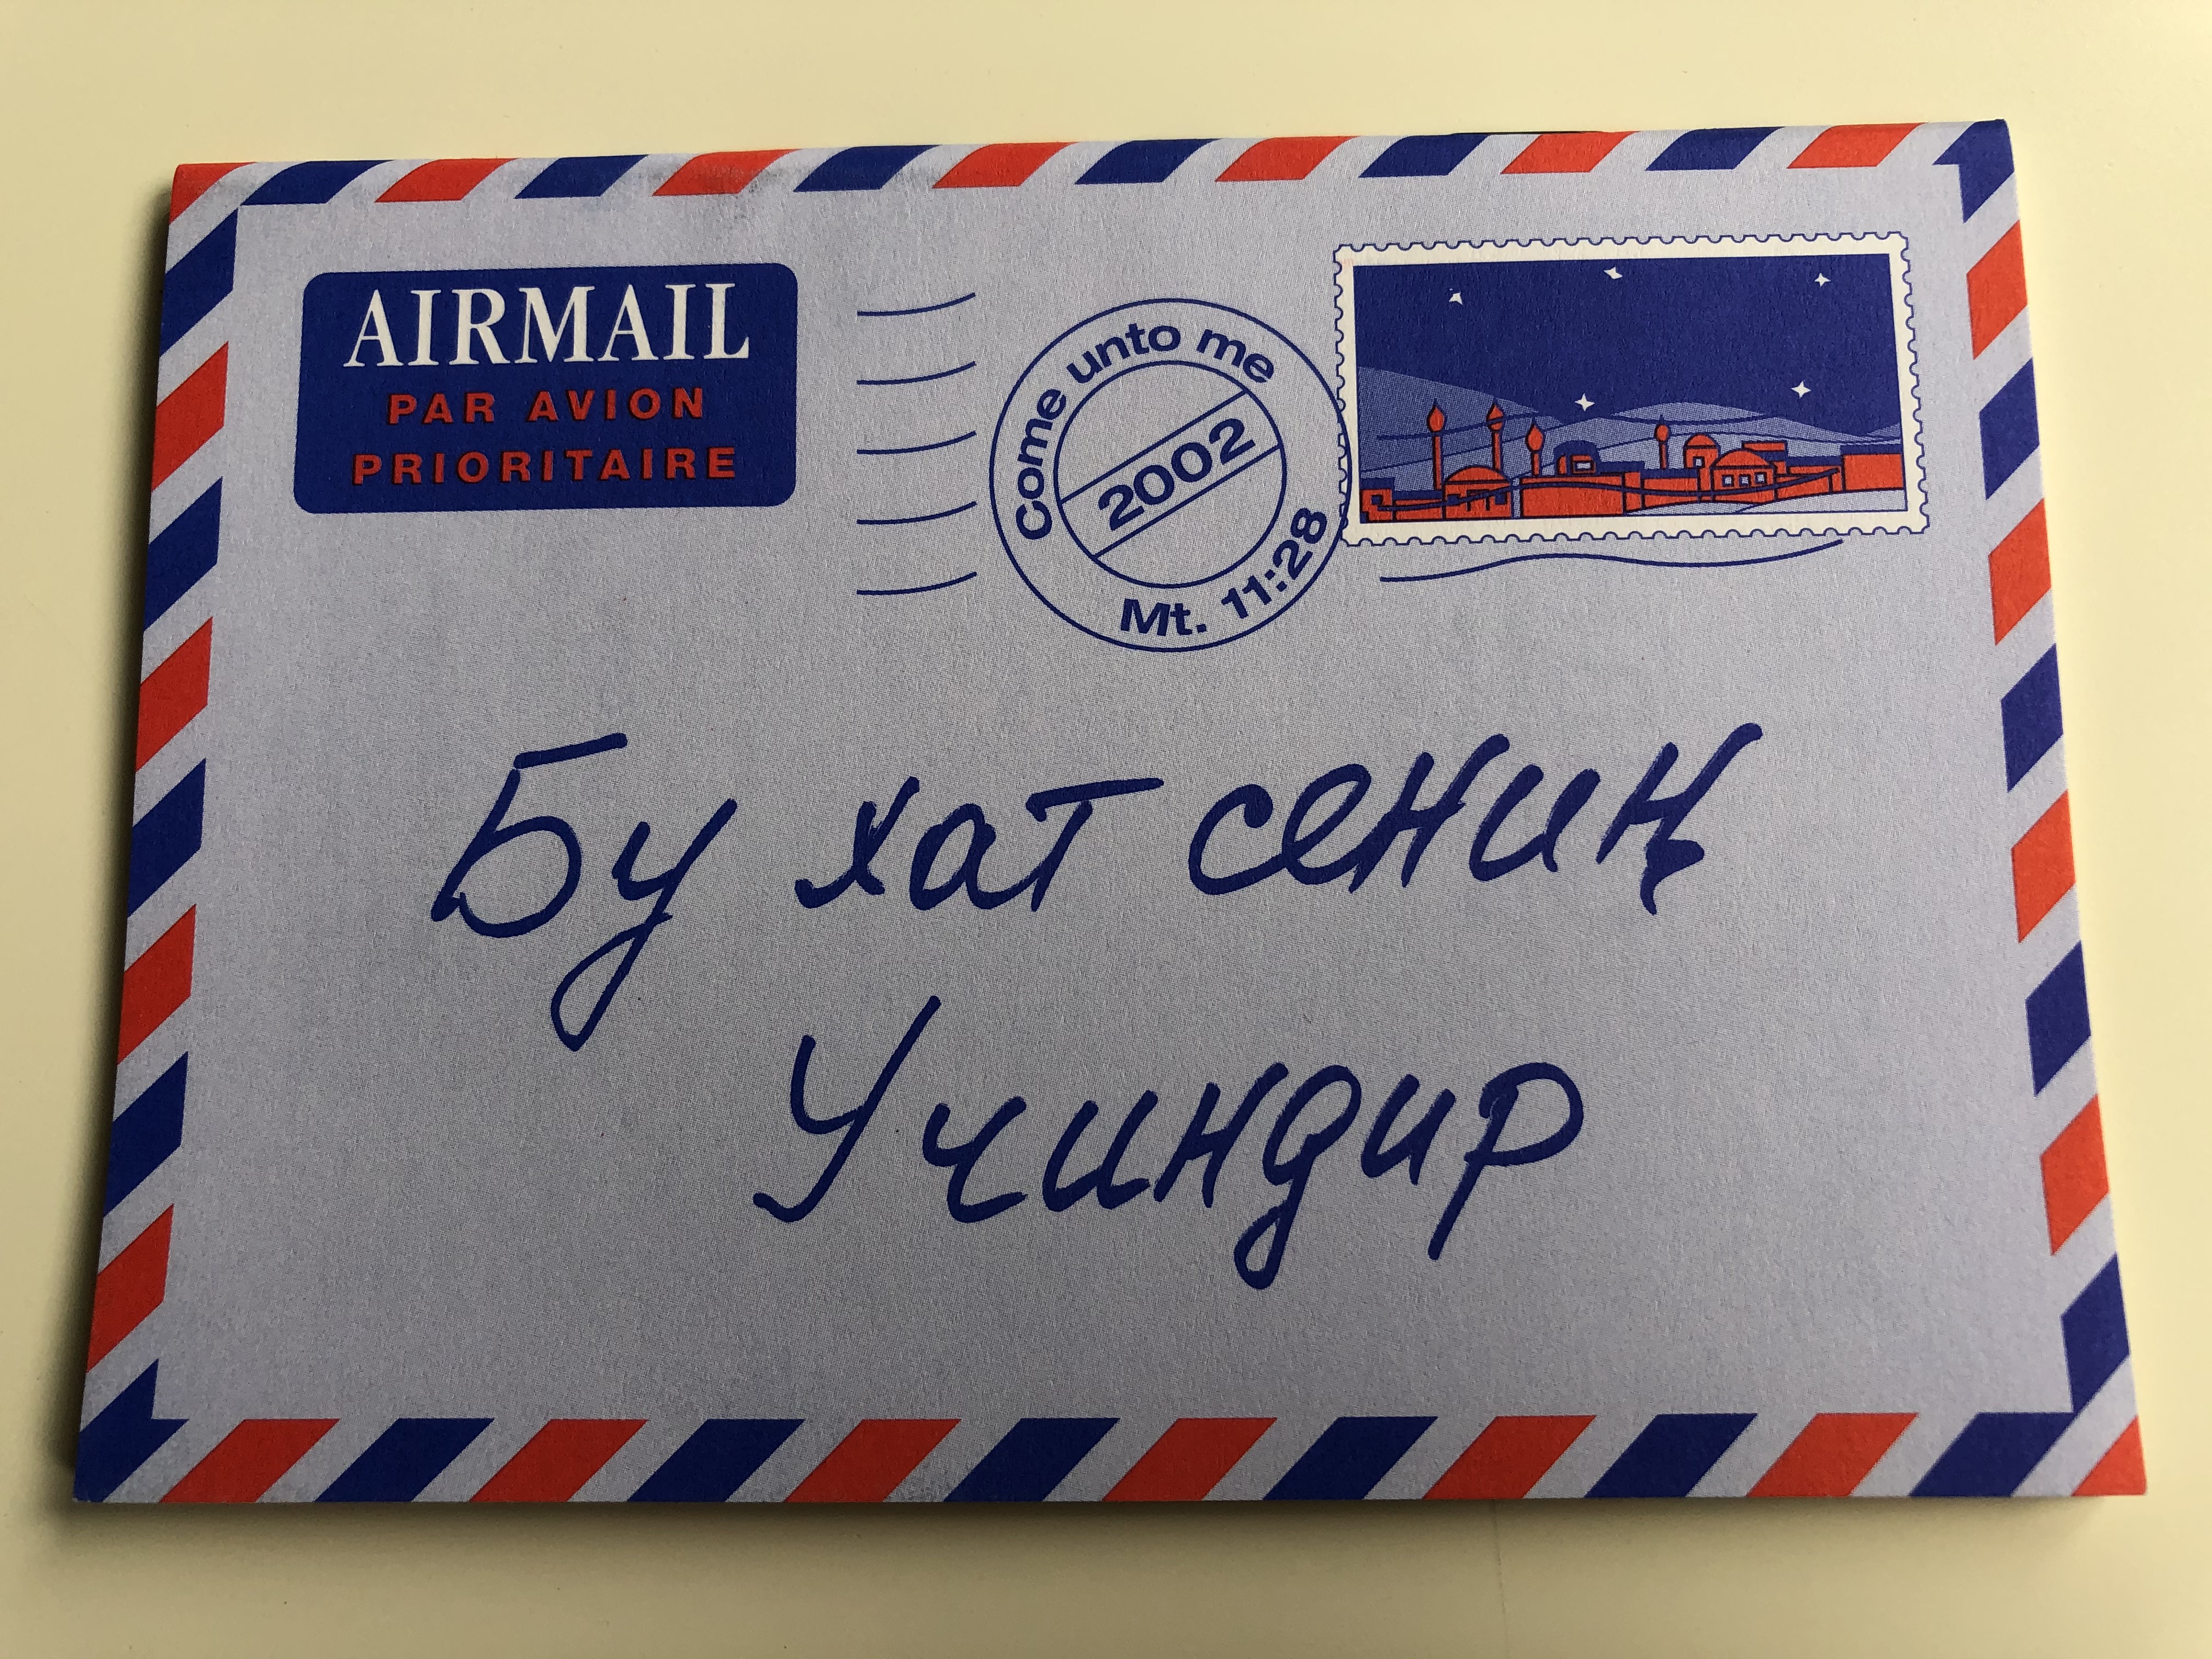 AIRMAIL
PAR AVION
PRIORITAIRE
Come unto me
2002
Mt. 11:28
Бу хат сениң
Учиндир